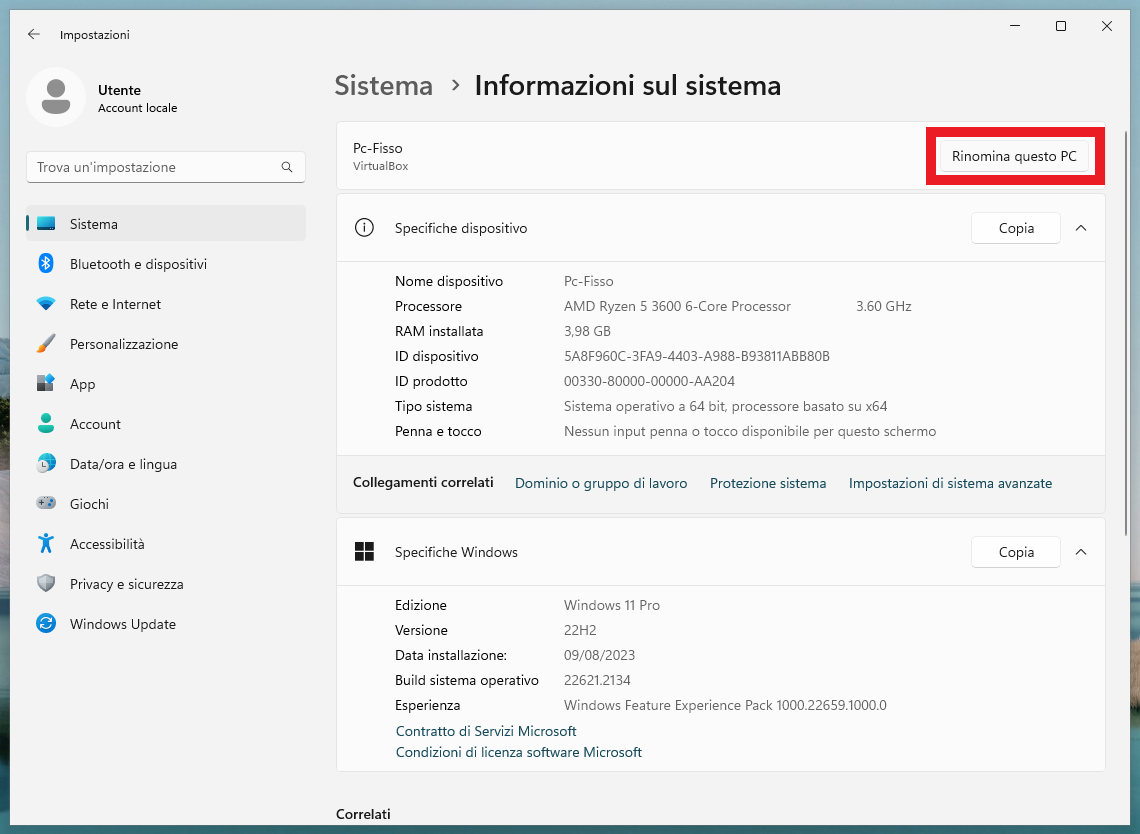 Impostazioni
Utente
Account locale
Trova un'impostazione
Sistema
Bluetooth e dispositivi
Rete e Internet
Personalizzazione
App
Account
Data/ora e lingua
Giochi
Accessibilità
Privacy e sicurezza
Windows Update
Sistema › Informazioni sul sistema
Pc-Fisso
VirtualBox
Rinomina questo PC
Specifiche dispositivo Copia
Nome dispositivo Pc-Fisso
Processore AMD Ryzen 5 3600 6-Core Processor 3.60 GHz
RAM installata 3,98 GB
ID dispositivo 5A8F960C-3FA9-4403-A988-B93811ABB80B
ID prodotto 00330-80000-00000-AA204
Tipo sistema Sistema operativo a 64 bit, processore basato su x64
Penna e tocco Nessun input penna o tocco disponibile per questo schermo
Collegamenti correlati Dominio o gruppo di lavoro Protezione sistema Impostazioni di sistema avanzate
Specifiche Windows Copia
Edizione Windows 11 Pro
Versione 22H2
Data installazione: 09/08/2023
Build sistema operativo 22621.2134
Esperienza Windows Feature Experience Pack 1000.22659.1000.0
Contratto di Servizi Microsoft
Condizioni di licenza software Microsoft
Correlati